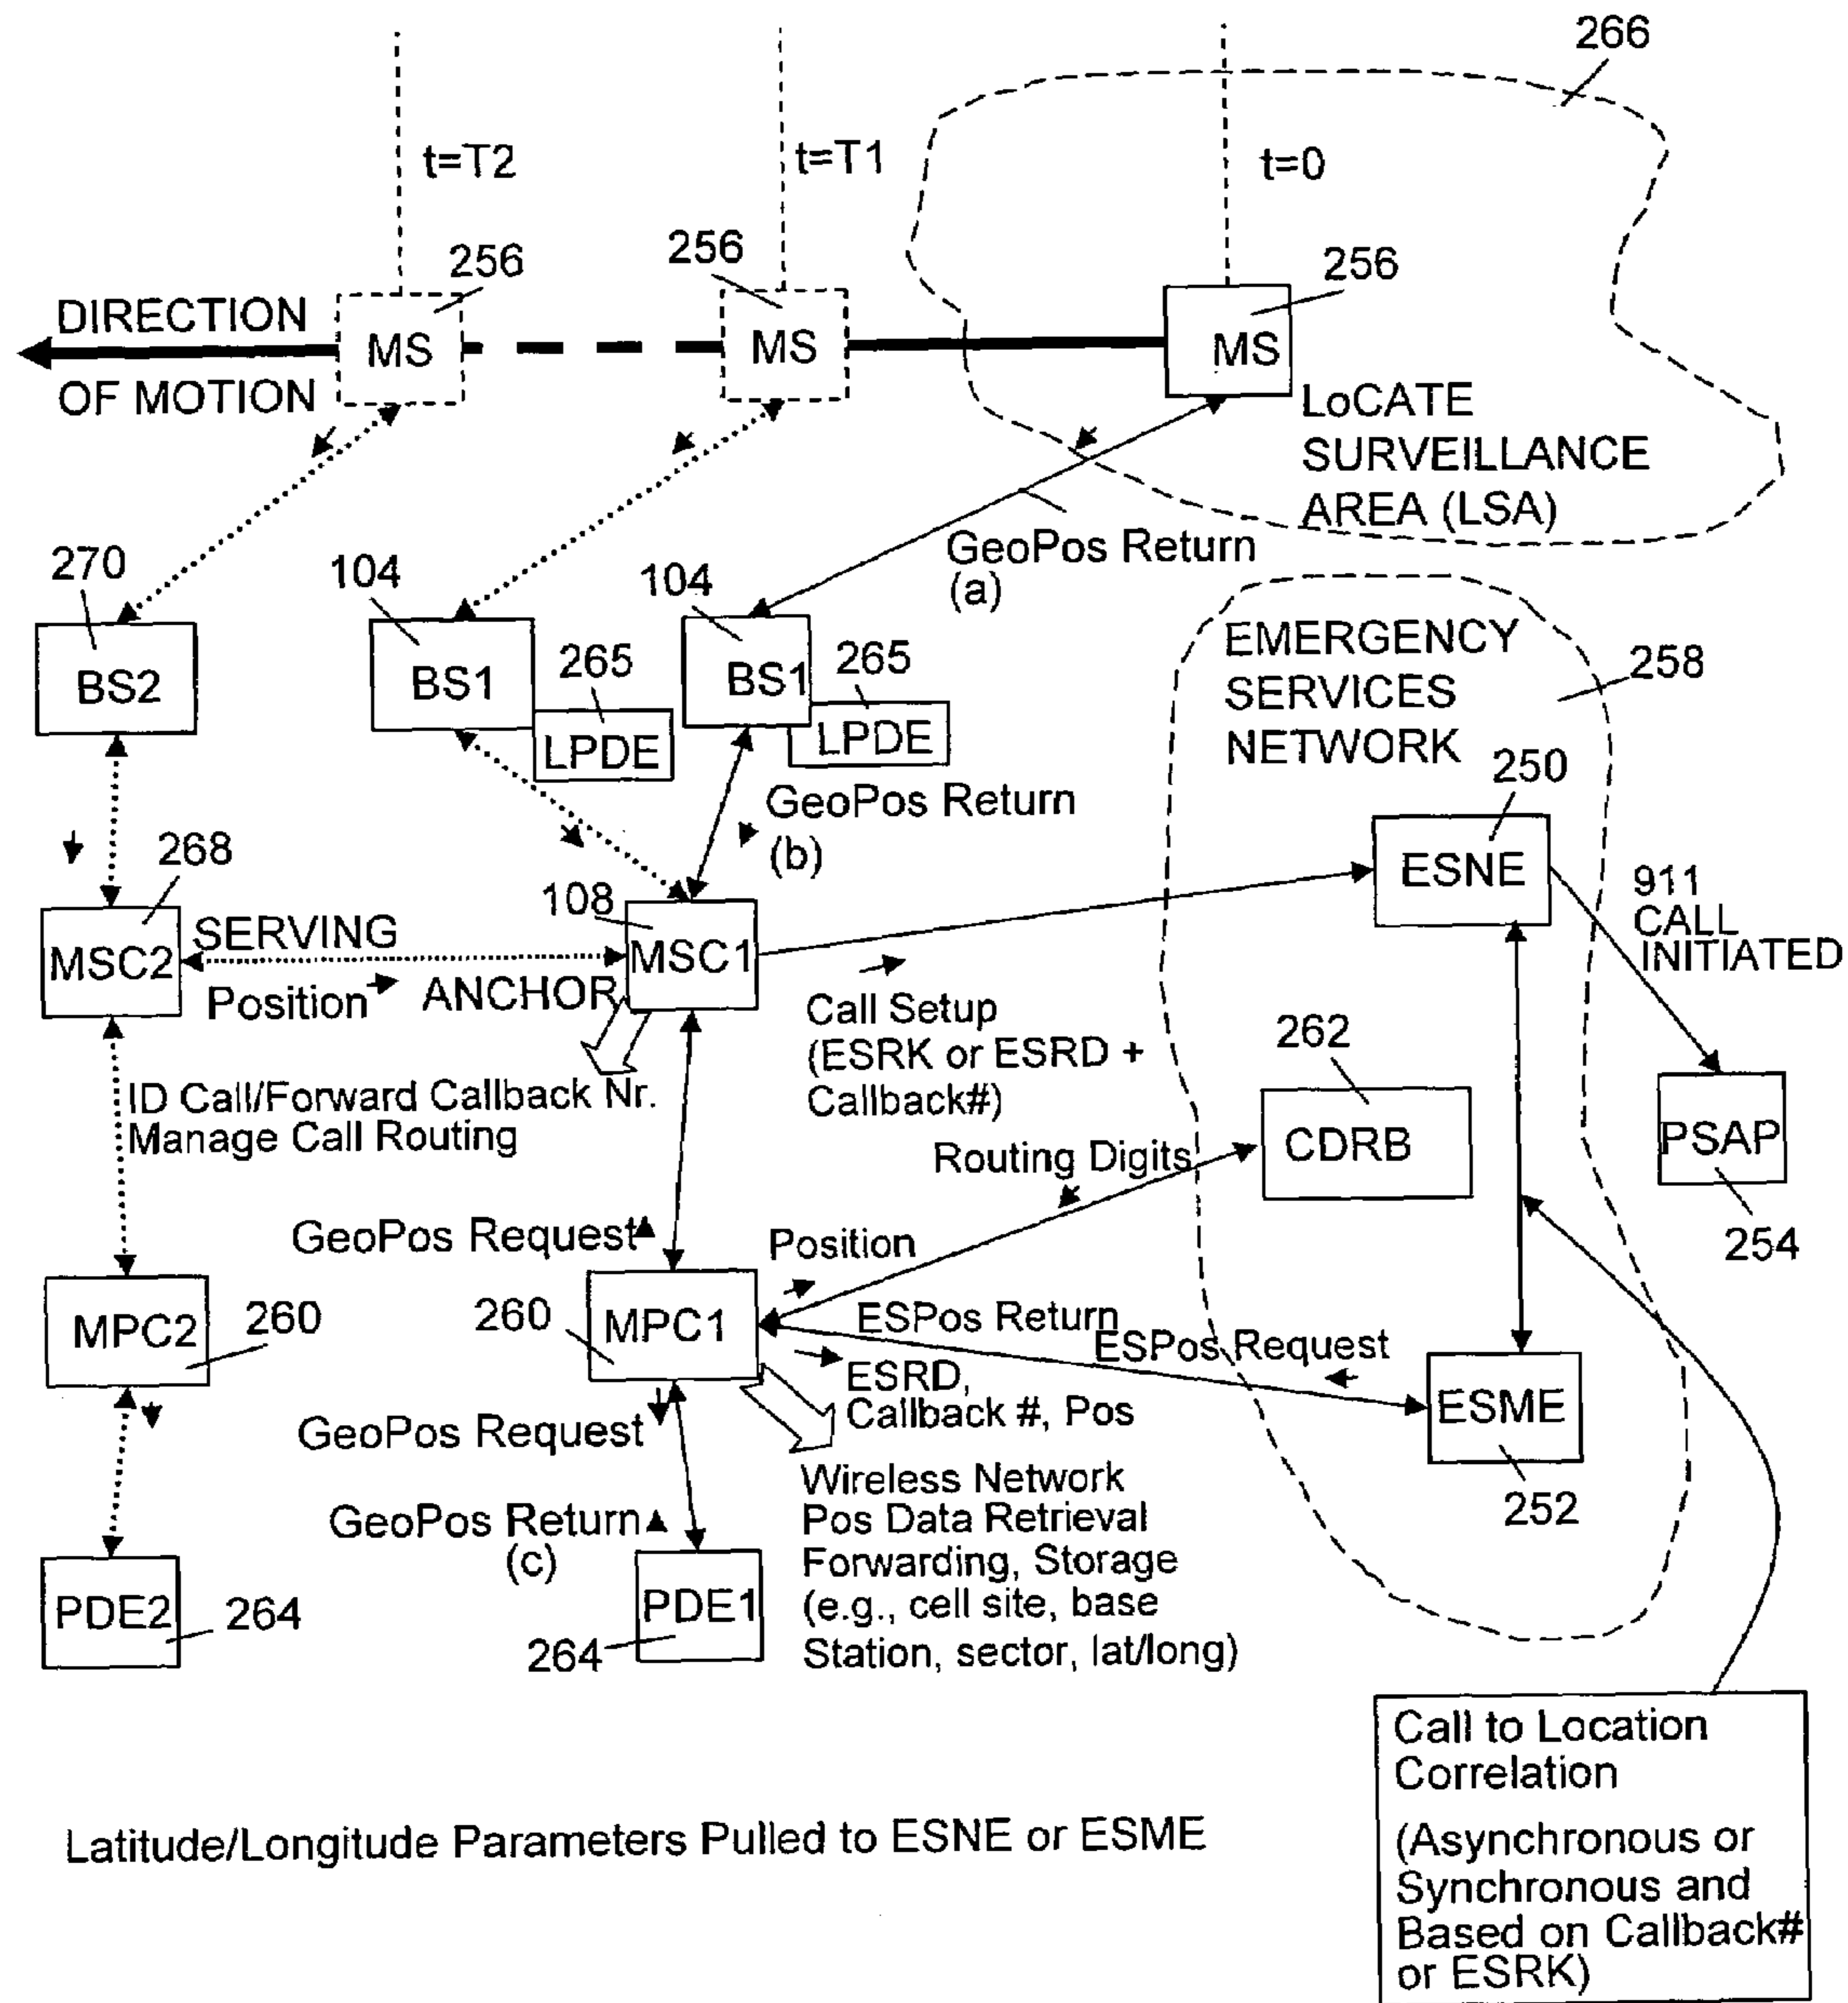 266
t=T2
t=T1
t=0
256
256
256
DIRECTION
OF MOTION
MS
MS
MS
LoCATE
SURVEILLANCE
AREA (LSA)
GeoPos Return
(a)
270
104
104
BS2
BS1
265
LPDE
BS1
265
LPDE
EMERGENCY
SERVICES
NETWORK
258
GeoPos Return
(b)
250
ESNE
911
CALL
INITIATED
268
108
MSC2
SERVING
Position
ANCHOR
MSC1
Call Setup
(ESRK or ESRD +
Callback#)
262
CDRB
PSAP
254
ID Call/Forward Callback Nr.
Manage Call Routing
Routing Digits
GeoPos Request
Position
MPC2
260
260
MPC1
ESPos Return
ESPos Request
ESRD,
Callback #, Pos
ESME
252
GeoPos Request
Wireless Network
Pos Data Retrieval
Forwarding, Storage
(e.g., cell site, base
Station, sector, lat/long)
GeoPos Return
(c)
PDE2
264
PDE1
264
Call to Location
Correlation
(Asynchronous or
Synchronous and
Based on Callback#
or ESRK)
Latitude/Longitude Parameters Pulled to ESNE or ESME